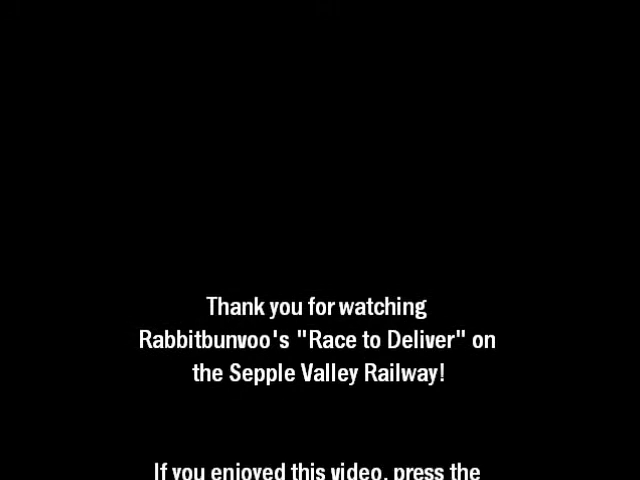 Thank you for watching
Rabbitbunvoo's "Race to Deliver" on
the Sepple Valley Railway!
If you enjoyed this video, press the